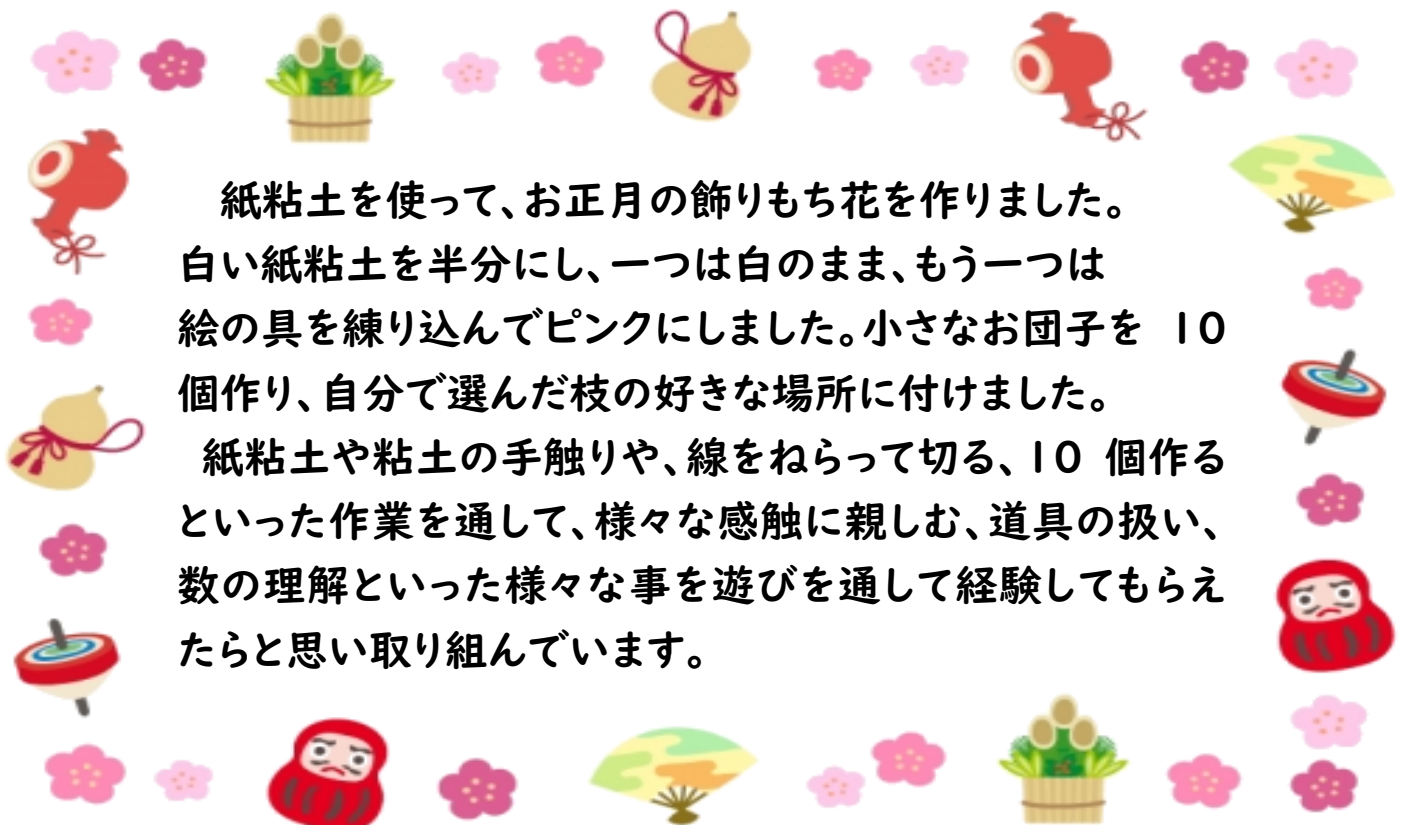 紙粘土を使って、お正月の飾りもち花を作りました。
白い紙粘土を半分にし、一つは白のまま、もう一つは
絵の具を練り込んでピンクにしました。小さなお団子を 10
個作り、自分で選んだ枝の好きな場所に付けました。
紙粘土や粘土の手触りや、線をねらって切る、10 個作る
といった作業を通して、様々な感触に親しむ、道具の扱い、
数の理解といった様々な事を遊びを通して経験してもらえ
たらと思い取り組んでいます。